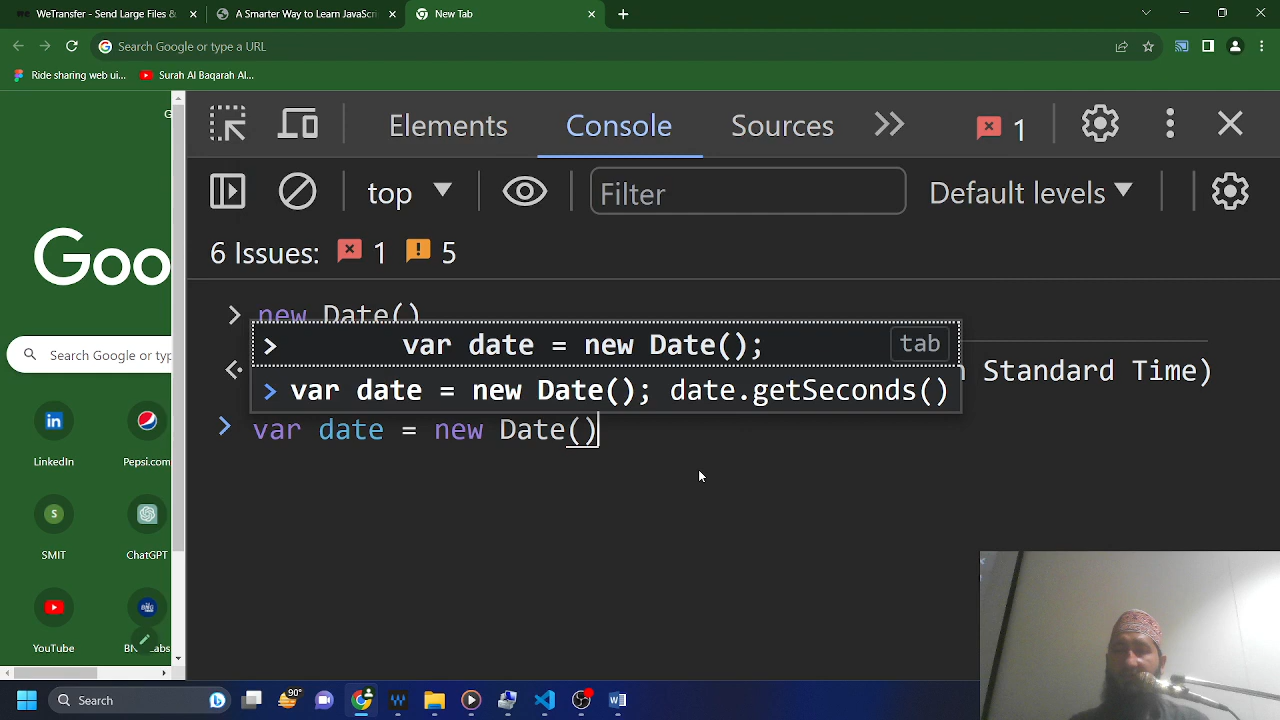 WeTransfer - Send Large Files &
A Smarter Way to Learn JavaScri
New Tab
Search Google or type a URL
Ride sharing web ui...
Surah Al Baqarah Al...
G
Goo
Search Google or typ
LinkedIn
Pepsi.com
S
SMIT
ChatGPT
YouTube
Elements
Console
Sources
1
top
Filter
Default levels
6 Issues:
1
5
> new Date()
> var date = new Date();
tab
> var date = new Date(); date.getSeconds()
Standard Time)
> var date = new Date()
Search
90°